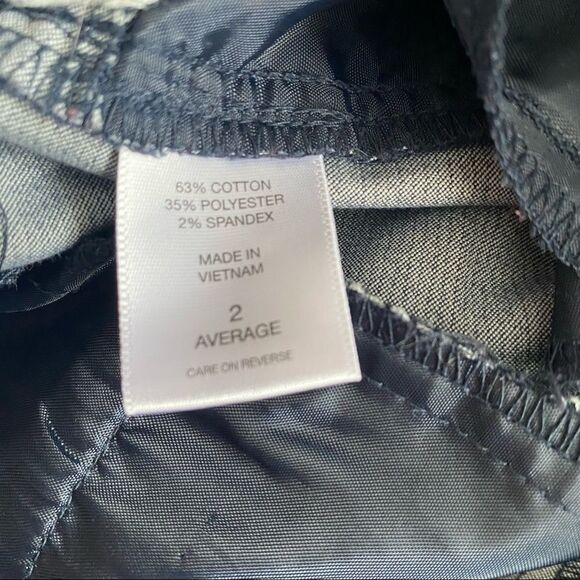 63% COTTON
35% POLYESTER
2% SPANDEX
MADE IN
VIETNAM
2
AVERAGE
CARE ON REVERSE